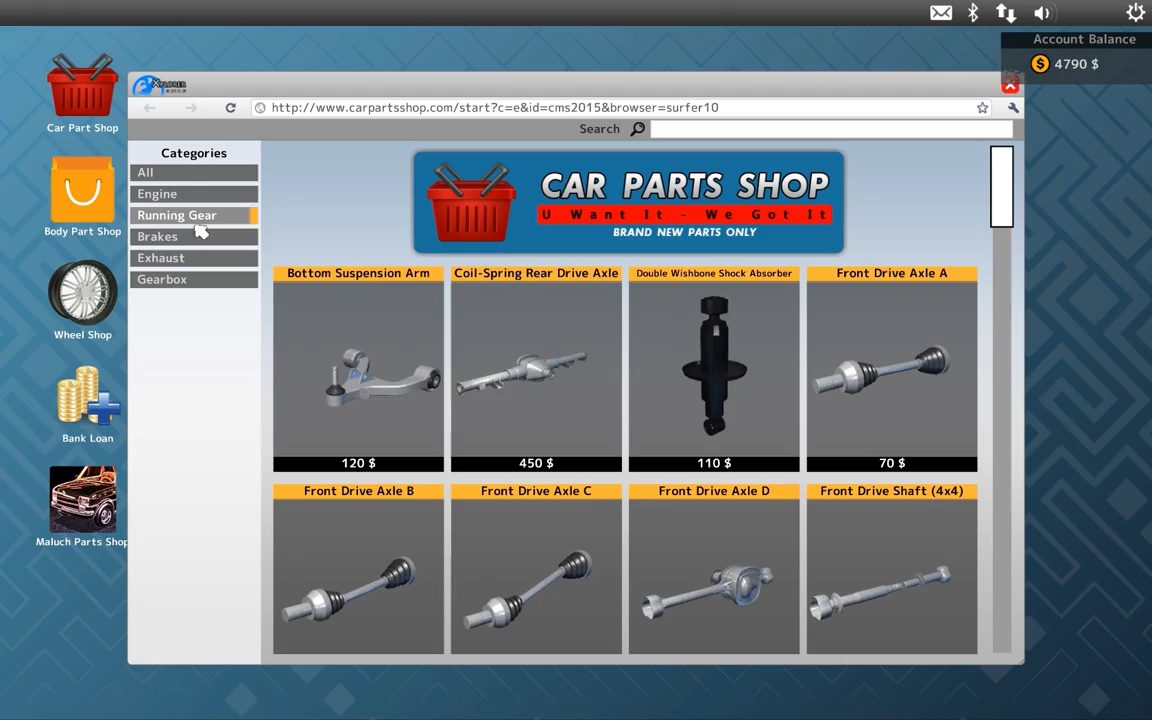 Account Balance
4790 $
Car Part Shop
Body Part Shop
Wheel Shop
Bank Loan
Maluch Parts Shop
http://www.carpartsshop.com/start?c=e&id=cms2015&browser=surfer10
Search
Categories
All
Engine
Running Gear
Brakes
Exhaust
Gearbox
CAR PARTS SHOP
U Want It - We Got It
BRAND NEW PARTS ONLY
Bottom Suspension Arm
120 $
Coil-Spring Rear Drive Axle
450 $
Double Wishbone Shock Absorber
110 $
Front Drive Axle A
70 $
Front Drive Axle B
Front Drive Axle C
Front Drive Axle D
Front Drive Shaft (4x4)